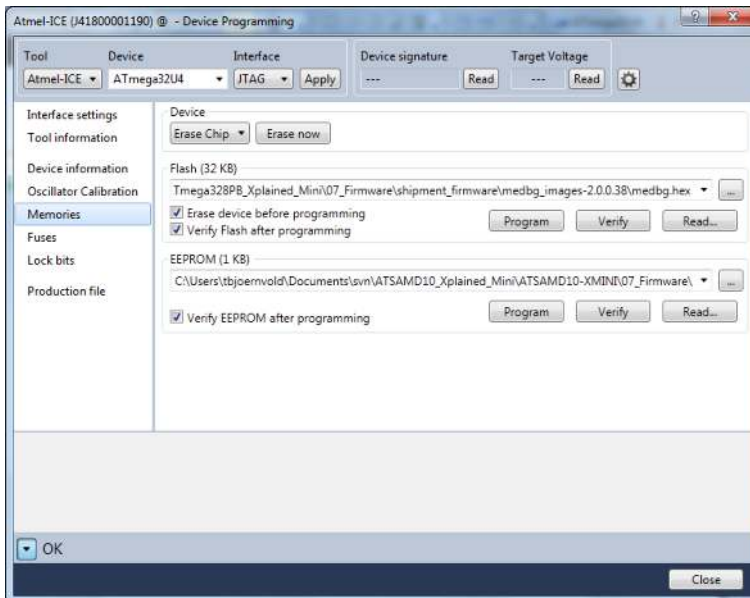 Atmel-ICE (J41800001190) @ - Device Programming
Tool Device Interface Device signature Target Voltage
Atmel-ICE ATmega32U4 JTAG Apply --- Read --- Read
Interface settings
Tool information
Device information
Oscillator Calibration
Memories
Fuses
Lock bits
Production file
Device
Erase Chip Erase now
Flash (32 KB)
Tmega328PB_Xplained_Mini\07_Firmware\shipment_firmware\medbg_images-2.0.0.38\medbg.hex ...
Erase device before programming
Verify Flash after programming
Program Verify Read...
EEPROM (1 KB)
C:\Users\tbjoernvold\Documents\svn\ATSAMD10_Xplained_Mini\ATSAMD10-XMINI\07_Firmware\ ...
Verify EEPROM after programming
Program Verify Read...
OK
Close